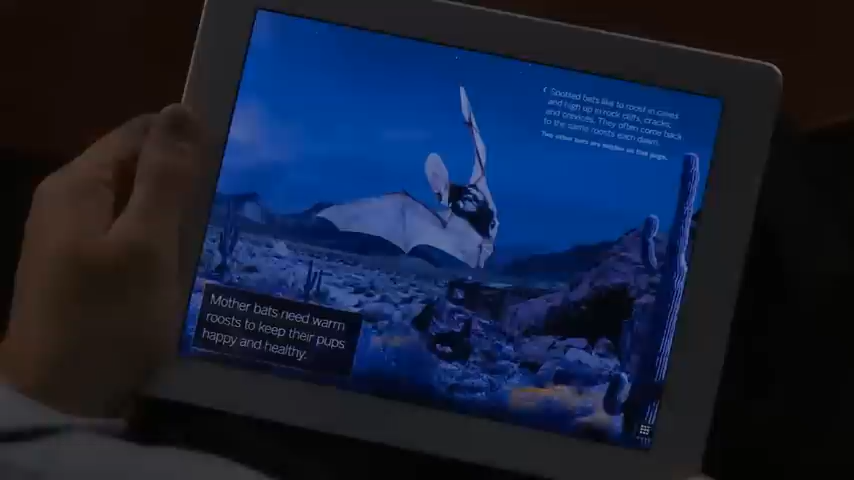 Spotted bats like to roost in caves
and high up in rock cliffs, cracks,
and crevices. They often come back
to the same roosts each dawn.
Two other bats are hidden on this page.
Mother bats need warm
roosts to keep their pups
happy and healthy.